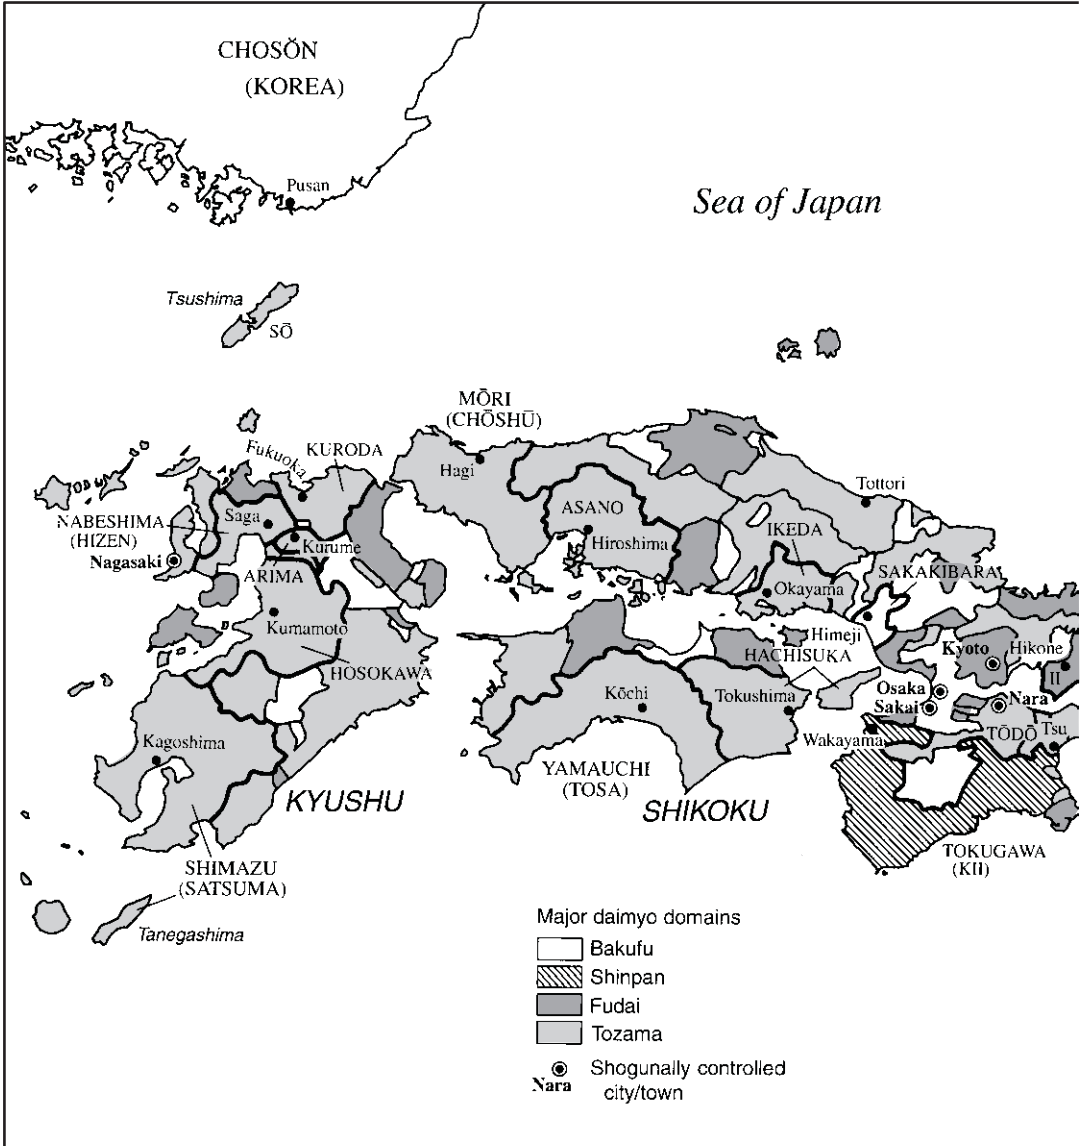 CHOSŎN
(KOREA)
Pusan
Sea of Japan
Tsushima
SŌ
MŌRI
(CHŌSHŪ)
Fukuoka
KURODA
Hagi
Tottori
NABESHIMA
(HIZEN)
Saga
ASANO
Hiroshima
IKEDA
Nagasaki
Kurume
ARIMA
SAKAKIBARA
Okayama
Kumamoto
Himeji
HACHISUKA
Kyoto
Hikone
HOSOKAWA
II
Osaka
Sakai
Nara
Kōchi
Tokushima
Kagoshima
Wakayama
TŌDŌ
Tsu
YAMAUCHI
(TOSA)
KYUSHU
SHIKOKU
TOKUGAWA
(KII)
SHIMAZU
(SATSUMA)
Tanegashima
Major daimyo domains
Bakufu
Shinpan
Fudai
Tozama
Nara
Shogunally controlled
city/town